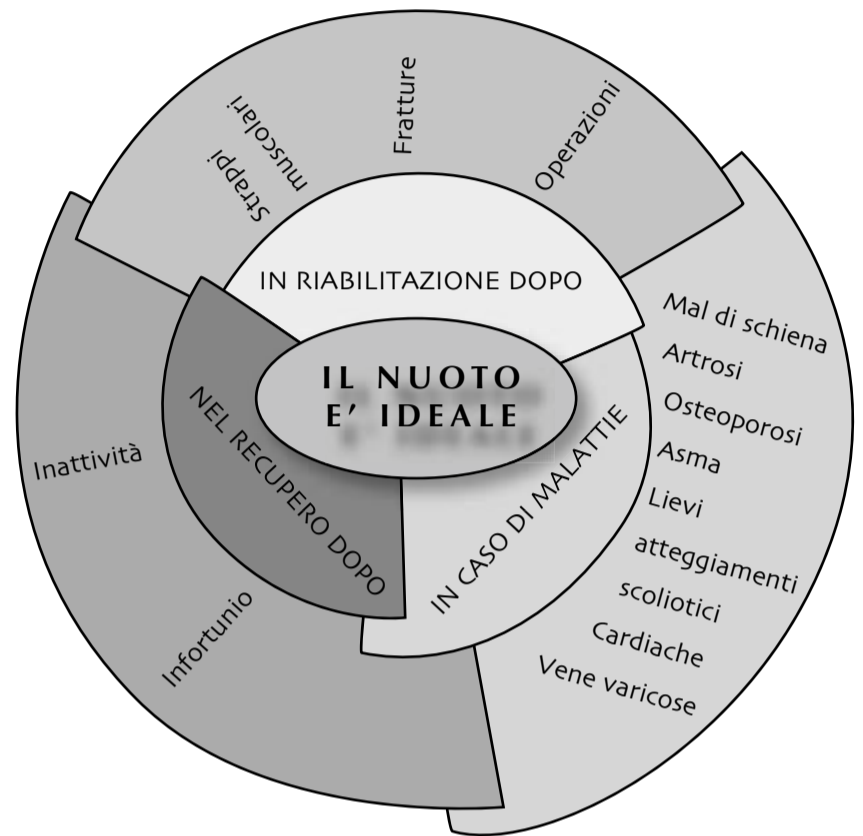 IL NUOTO
E’ IDEALE
IN RIABILITAZIONE DOPO
Strappi
muscolari
Fratture
Operazioni
IN CASO DI MALATTIE
Mal di schiena
Artrosi
Osteoporosi
Asma
Lievi
atteggiamenti
scoliotici
Cardiache
Vene varicose
NEL RECUPERO DOPO
Inattività
Infortunio